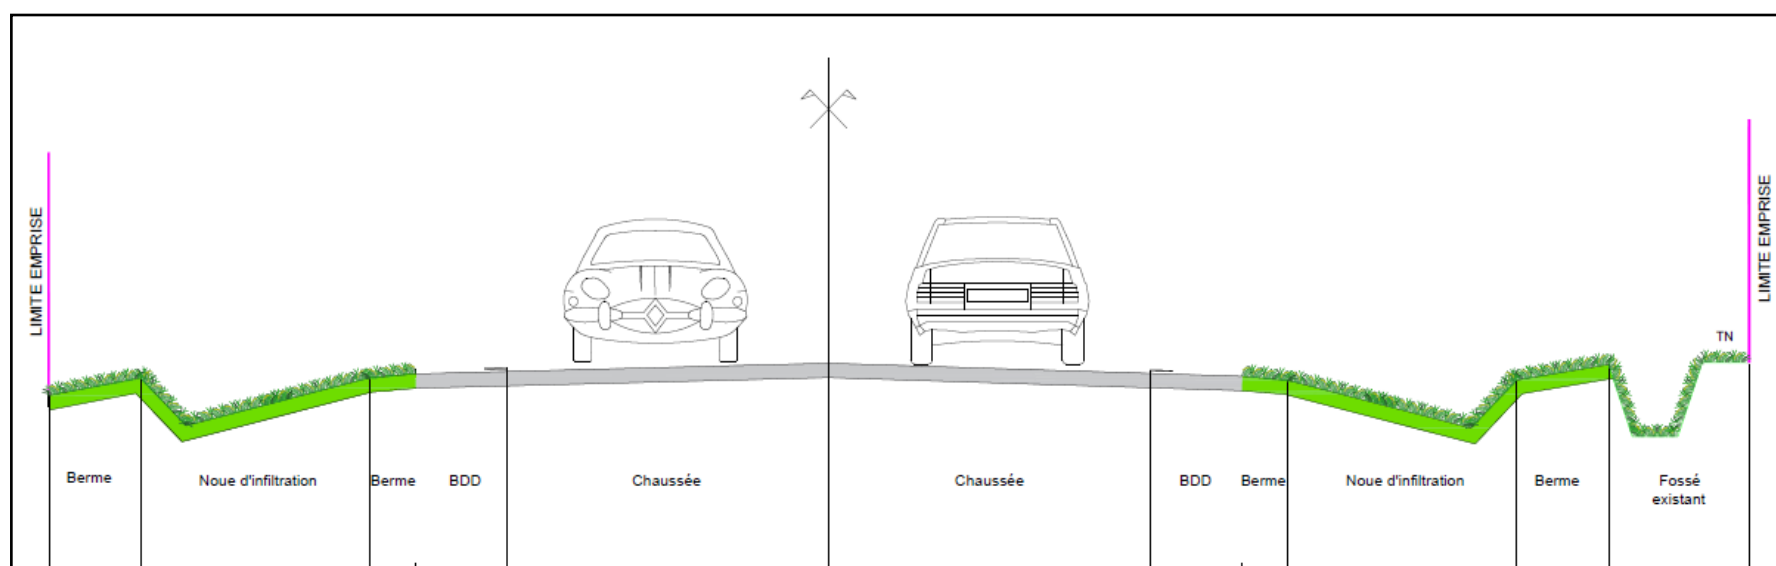 LIMITE EMPRISE
LIMITE EMPRISE
TN
Berme
Noue d'infiltration
Berme
BDD
Chaussée
Chaussée
BDD
Berme
Noue d'infiltration
Berme
Fossé
existant